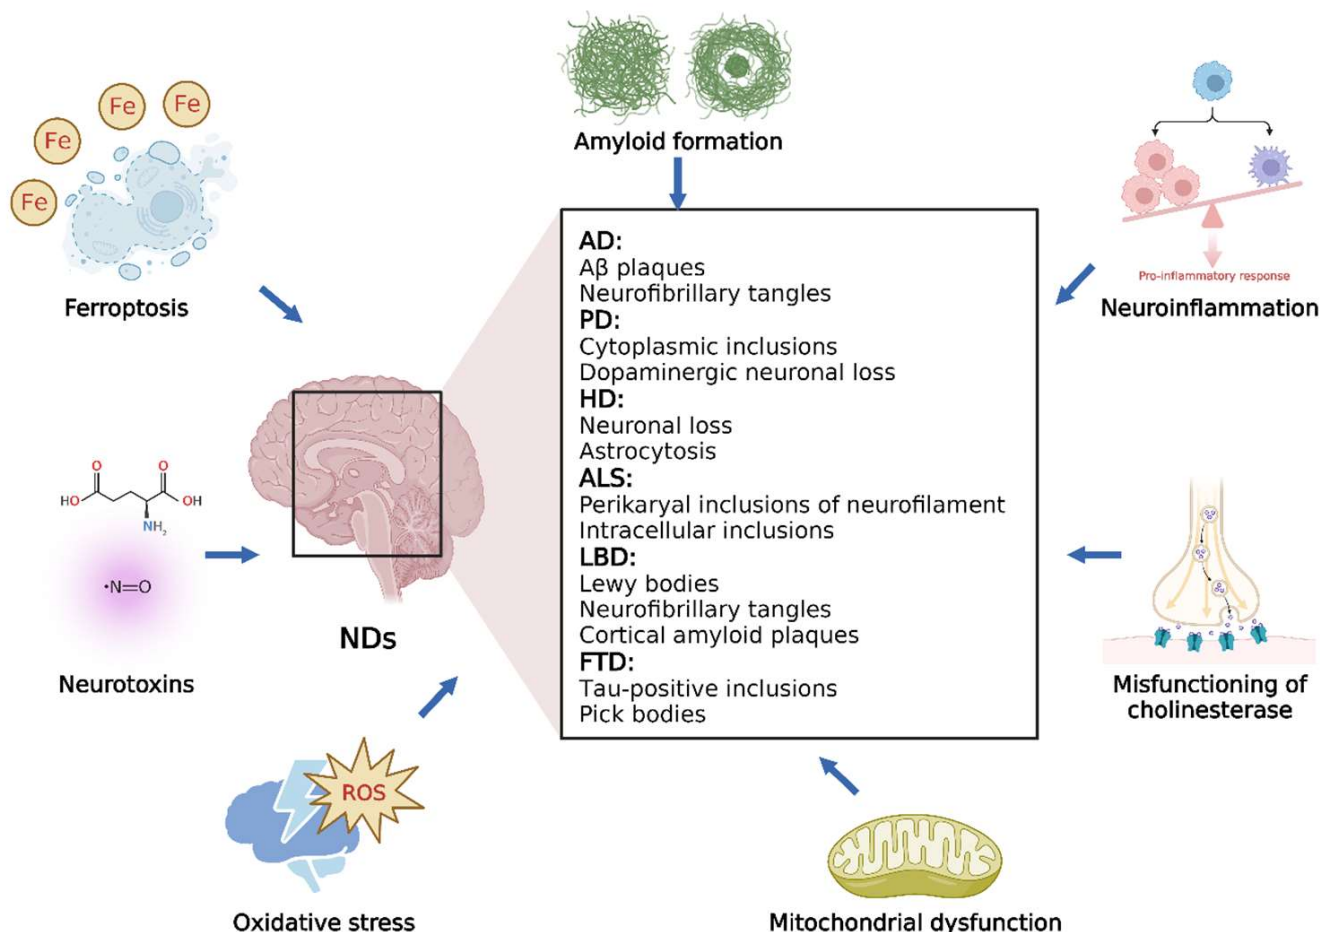 Amyloid formation
Fe
Fe
Fe
Fe
Ferroptosis
Pro-inflammatory response
Neuroinflammation
AD:
Aβ plaques
Neurofibrillary tangles
PD:
Cytoplasmic inclusions
Dopaminergic neuronal loss
HD:
Neuronal loss
Astrocytosis
ALS:
Perikaryal inclusions of neurofilament
Intracellular inclusions
LBD:
Lewy bodies
Neurofibrillary tangles
Cortical amyloid plaques
FTD:
Tau-positive inclusions
Pick bodies
O O
HO OH
NH₂
·N=O
Neurotoxins
NDs
Misfunctioning of
cholinesterase
ROS
Oxidative stress
Mitochondrial dysfunction